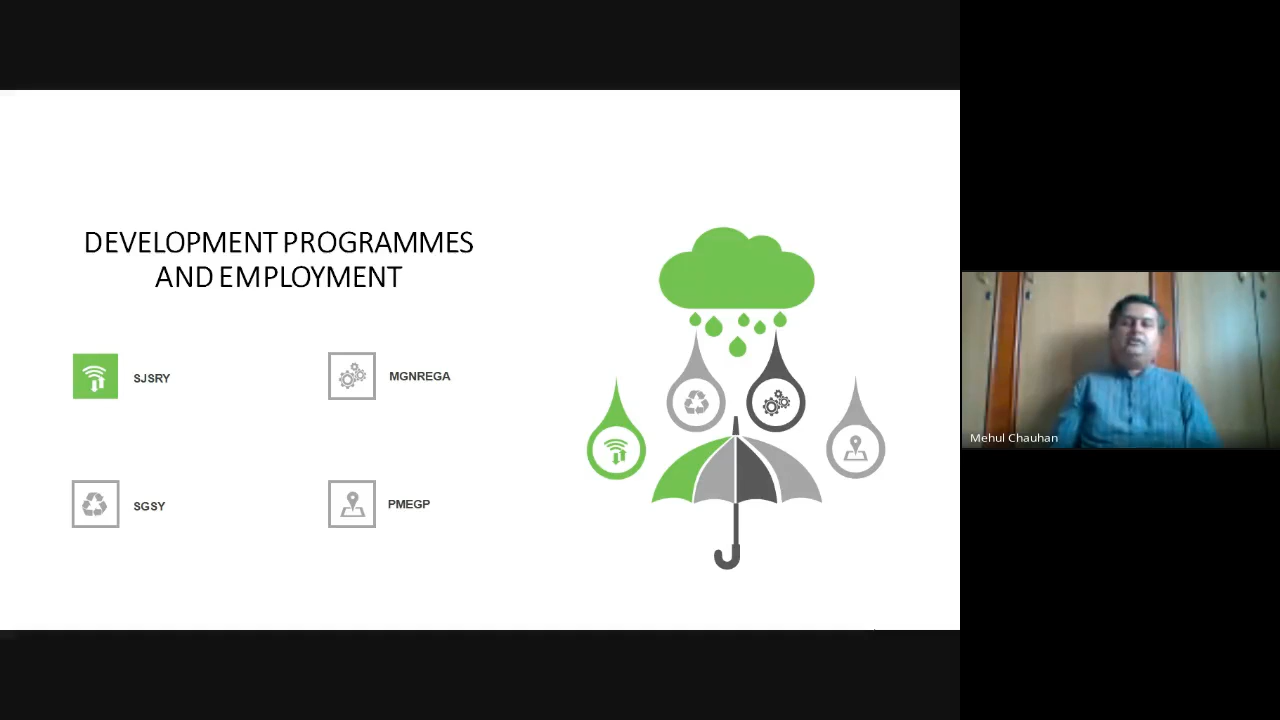 DEVELOPMENT PROGRAMMES
AND EMPLOYMENT
SJSRY
MGNREGA
SGSY
PMEGP
Mehul Chauhan